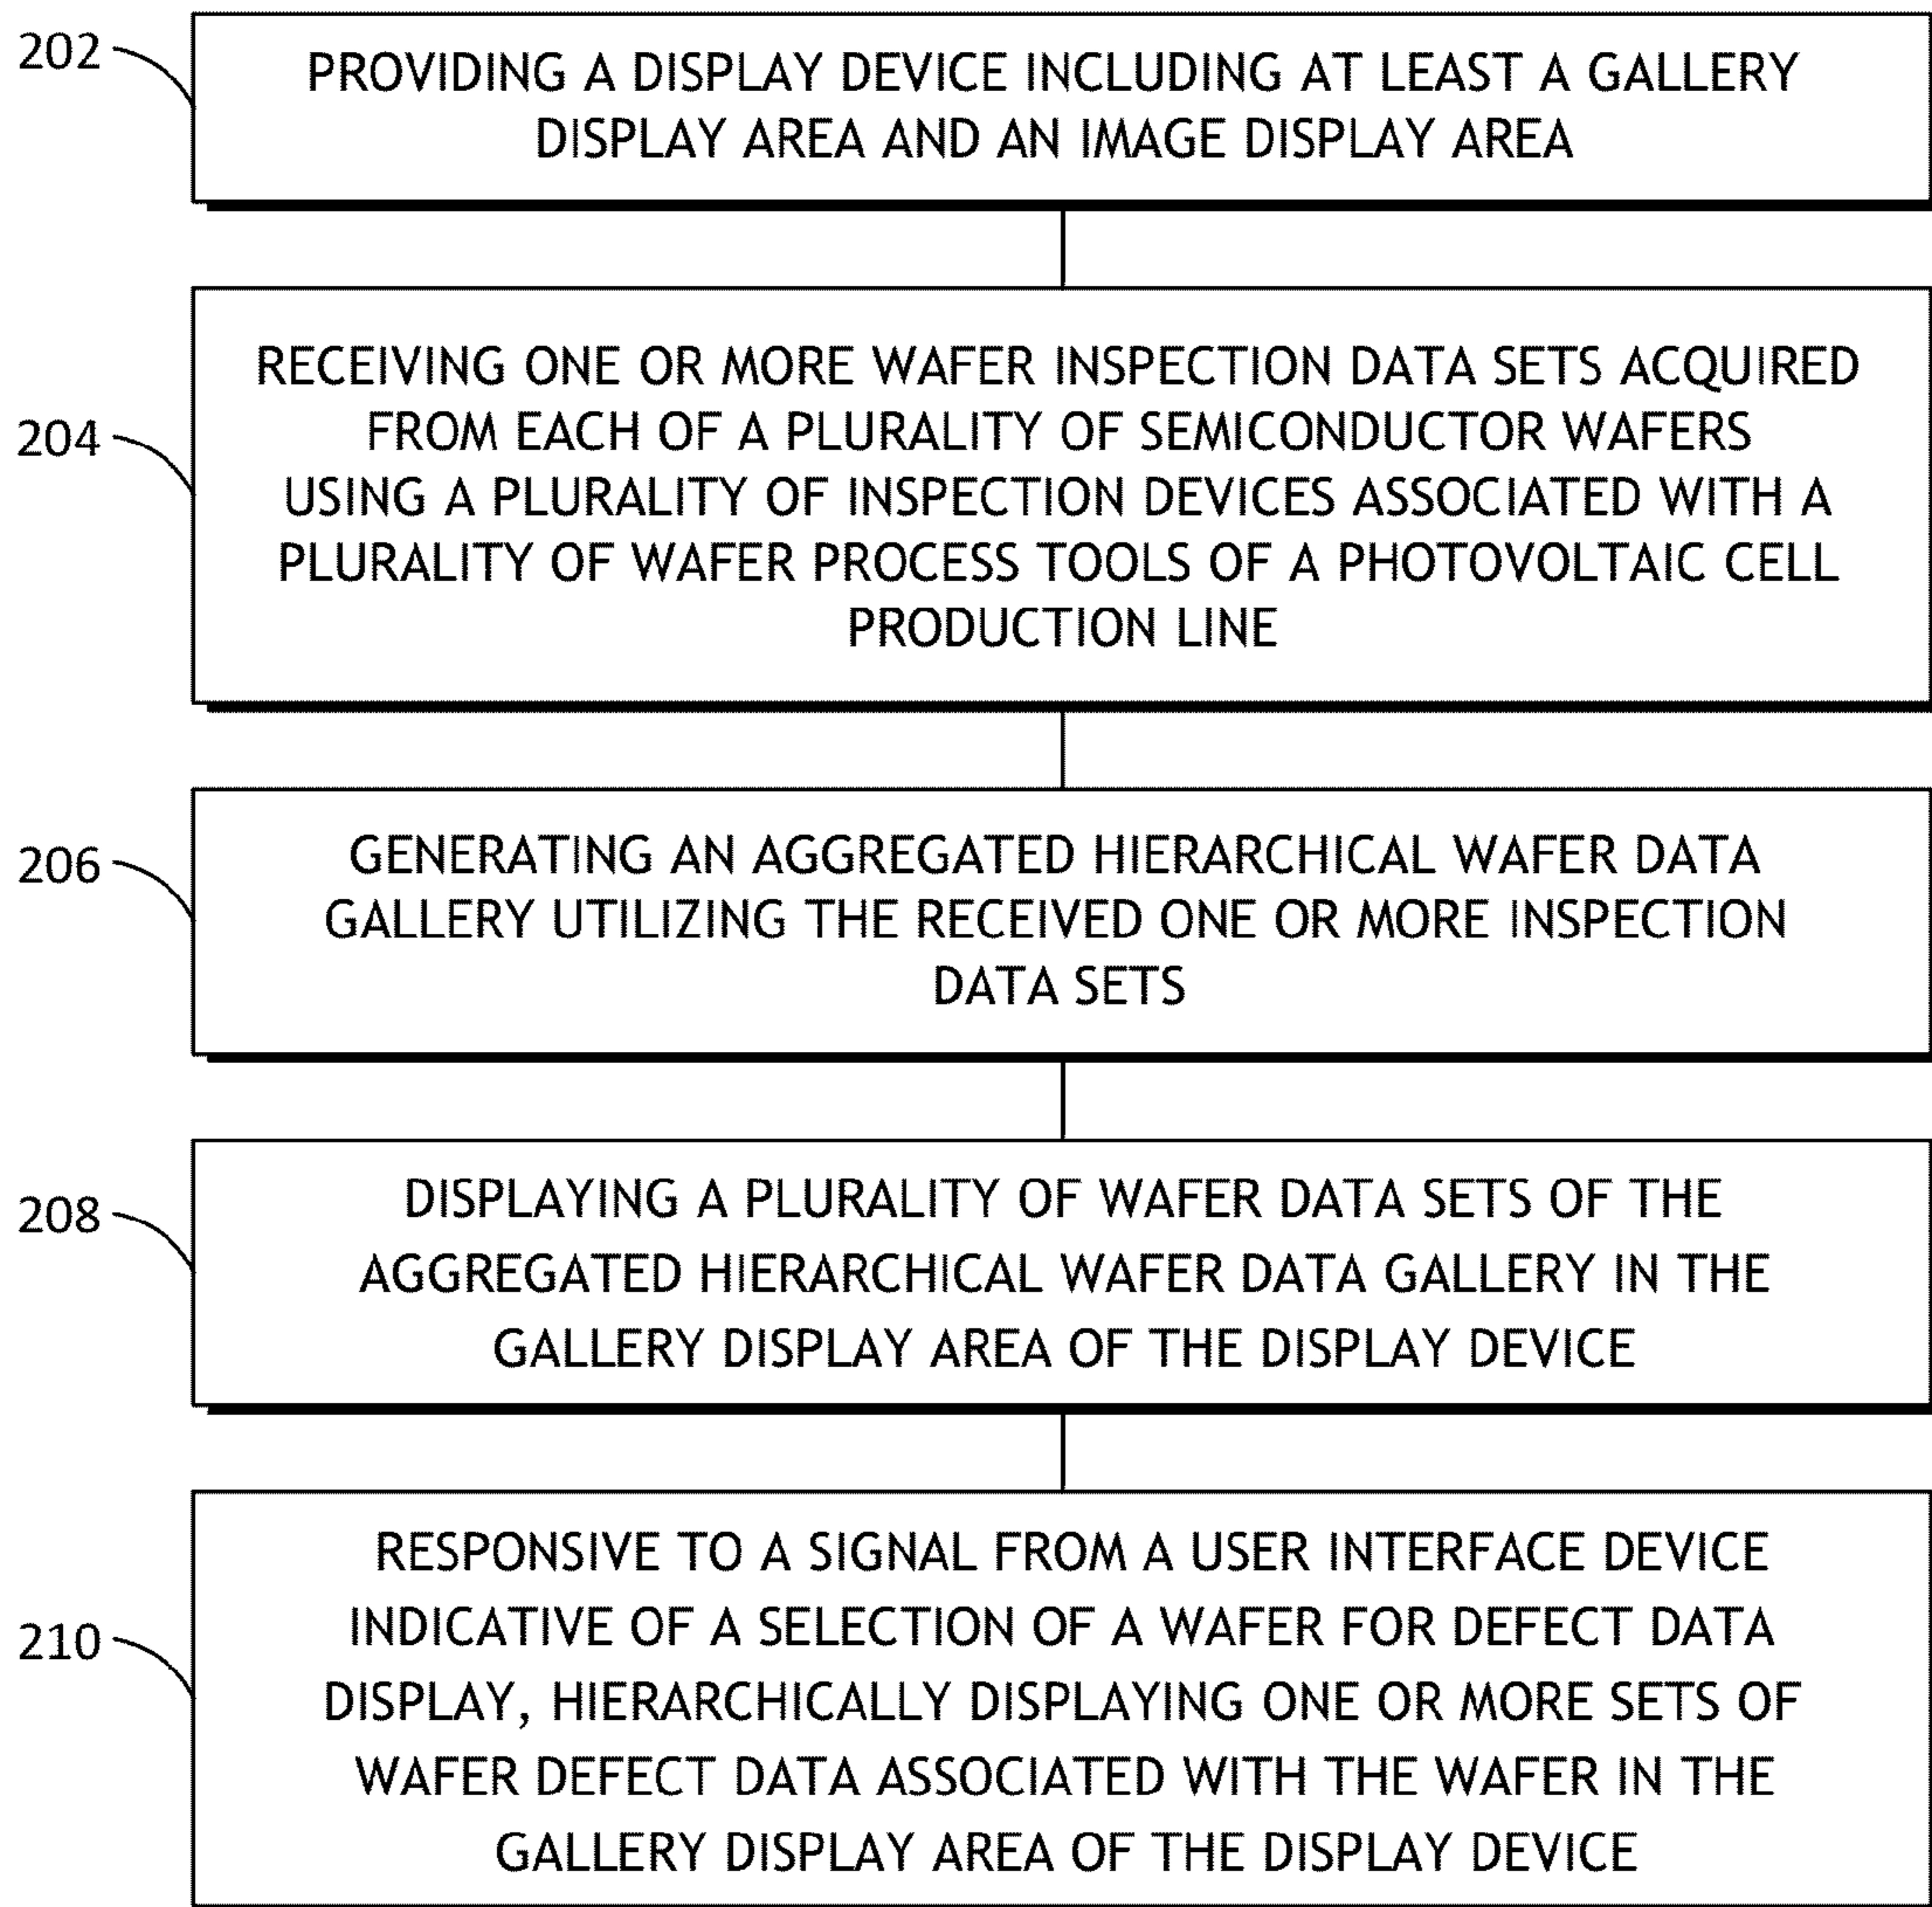 202
PROVIDING A DISPLAY DEVICE INCLUDING AT LEAST A GALLERY
DISPLAY AREA AND AN IMAGE DISPLAY AREA
204
RECEIVING ONE OR MORE WAFER INSPECTION DATA SETS ACQUIRED
FROM EACH OF A PLURALITY OF SEMICONDUCTOR WAFERS
USING A PLURALITY OF INSPECTION DEVICES ASSOCIATED WITH A
PLURALITY OF WAFER PROCESS TOOLS OF A PHOTOVOLTAIC CELL
PRODUCTION LINE
206
GENERATING AN AGGREGATED HIERARCHICAL WAFER DATA
GALLERY UTILIZING THE RECEIVED ONE OR MORE INSPECTION
DATA SETS
208
DISPLAYING A PLURALITY OF WAFER DATA SETS OF THE
AGGREGATED HIERARCHICAL WAFER DATA GALLERY IN THE
GALLERY DISPLAY AREA OF THE DISPLAY DEVICE
210
RESPONSIVE TO A SIGNAL FROM A USER INTERFACE DEVICE
INDICATIVE OF A SELECTION OF A WAFER FOR DEFECT DATA
DISPLAY, HIERARCHICALLY DISPLAYING ONE OR MORE SETS OF
WAFER DEFECT DATA ASSOCIATED WITH THE WAFER IN THE
GALLERY DISPLAY AREA OF THE DISPLAY DEVICE